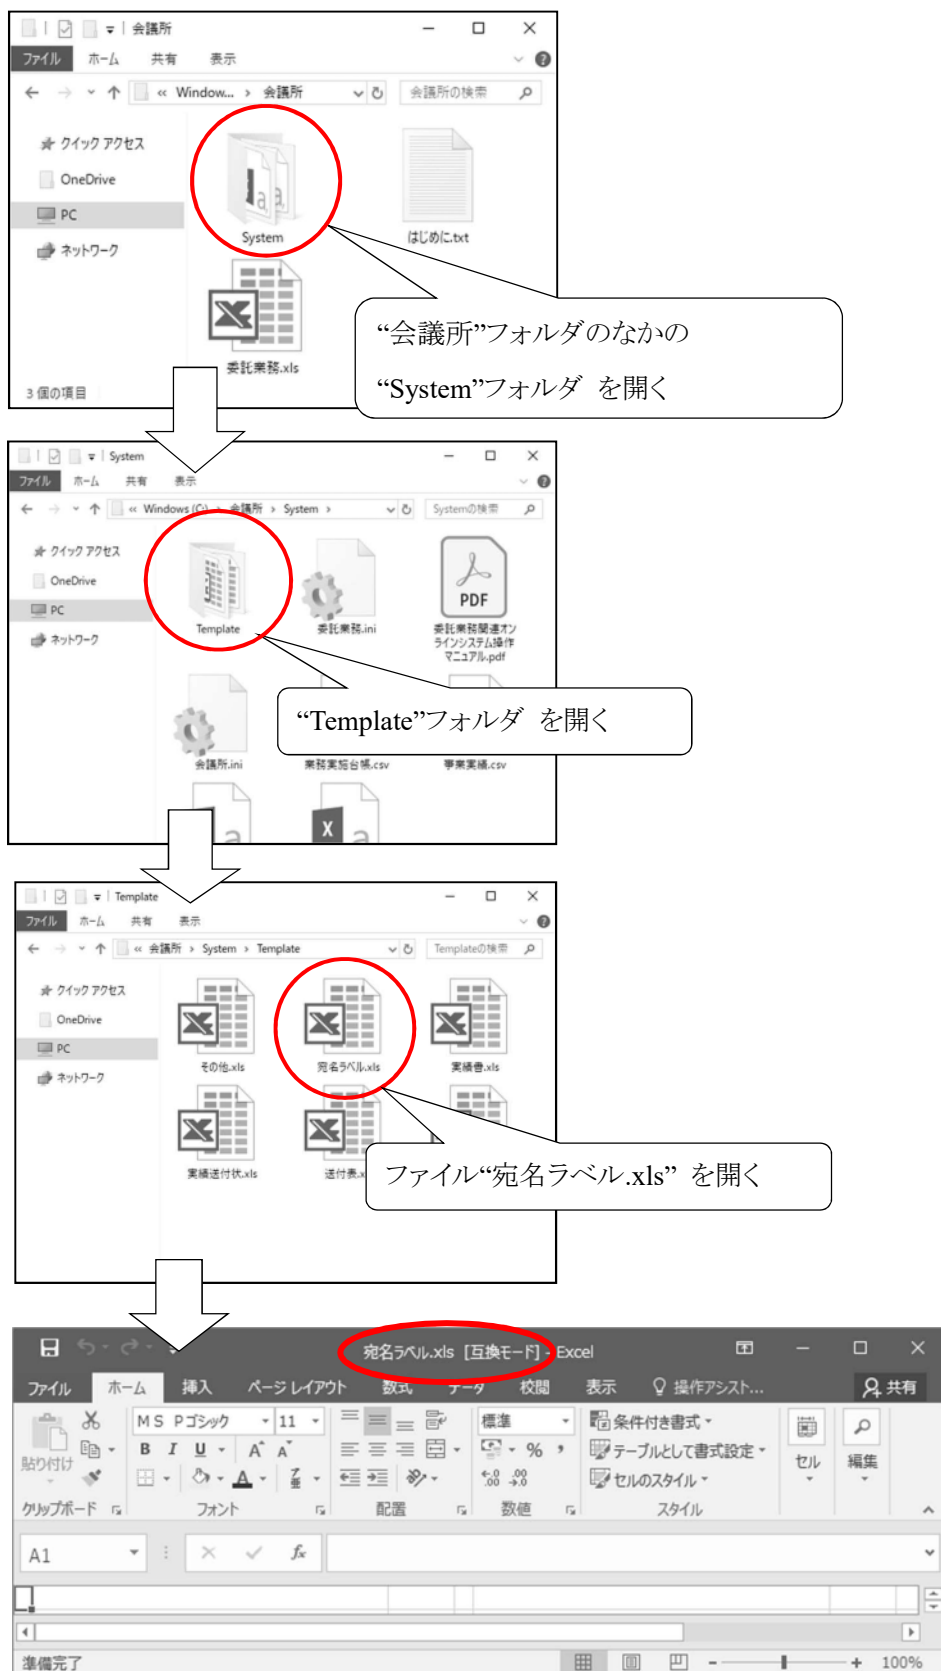 会議所
ファイル ホーム 共有 表示
« Window... › 会議所
会議所の検索
クイック アクセス
OneDrive
PC
ネットワーク
System
はじめに.txt
委託業務.xls
3 個の項目
“会議所”フォルダのなかの
“System”フォルダ を開く
System
ファイル ホーム 共有 表示
« Windows (C:) › 会議所 › System ›
Systemの検索
クイック アクセス
OneDrive
PC
ネットワーク
Template
委託業務.ini
PDF
委託業務関連オン
ラインシステム操作
マニュアル.pdf
“Template”フォルダ を開く
会議所.ini
業務実施台帳.csv
事業実績.csv
Template
ファイル ホーム 共有 表示
« 会議所 › System › Template
Templateの検索
クイック アクセス
OneDrive
PC
ネットワーク
その他.xls
宛名ラベル.xls
実績書.xls
実績送付状.xls
送付表.x
ファイル“宛名ラベル.xls” を開く
宛名ラベル.xls [互換モード] - Excel
ファイル ホーム 挿入 ページ レイアウト 数式 データ 校閲 表示 操作アシスト... 共有
貼り付け
ＭＳ Ｐゴシック 11
B I U A A
A
標準
% ,
条件付き書式
テーブルとして書式設定
セルのスタイル
セル
編集
クリップボード フォント 配置 数値 スタイル
A1
fx
準備完了
100%